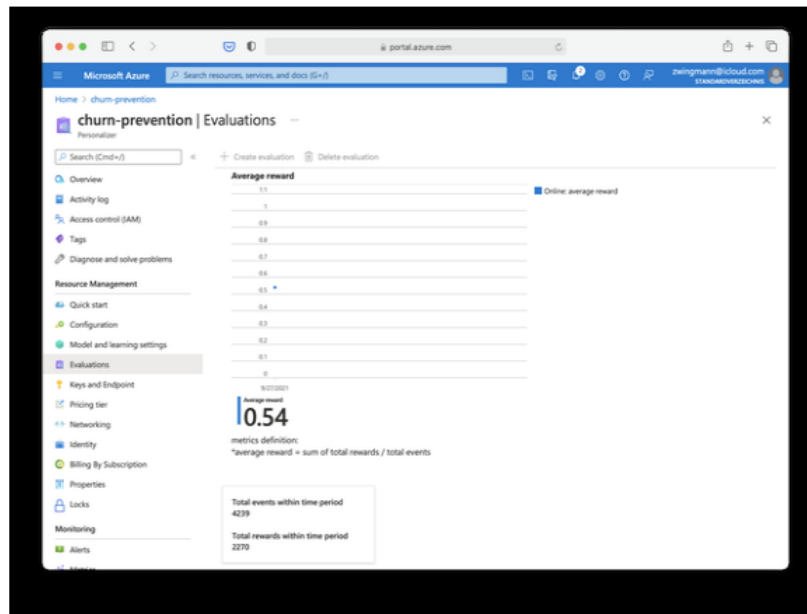 portal.azure.com
Microsoft Azure
Search resources, services, and docs (G+/)
zwingmann@icloud.com
STANDARDVERZEICHNIS
Home > churn-prevention
churn-prevention | Evaluations ...
Personalizer
Search (Cmd+/)
Create evaluation
Delete evaluation
Overview
Activity log
Access control (IAM)
Tags
Diagnose and solve problems
Resource Management
Quick start
Configuration
Model and learning settings
Evaluations
Keys and Endpoint
Pricing tier
Networking
Identity
Billing By Subscription
Properties
Locks
Monitoring
Alerts
Metrics
Average reward
1.1
1
0.9
0.8
0.7
0.6
0.5
0.4
0.3
0.2
0.1
0
9/27/2021
Online: average reward
Average reward
0.54
metrics definition:
*average reward = sum of total rewards / total events
Total events within time period
4239
Total rewards within time period
2270